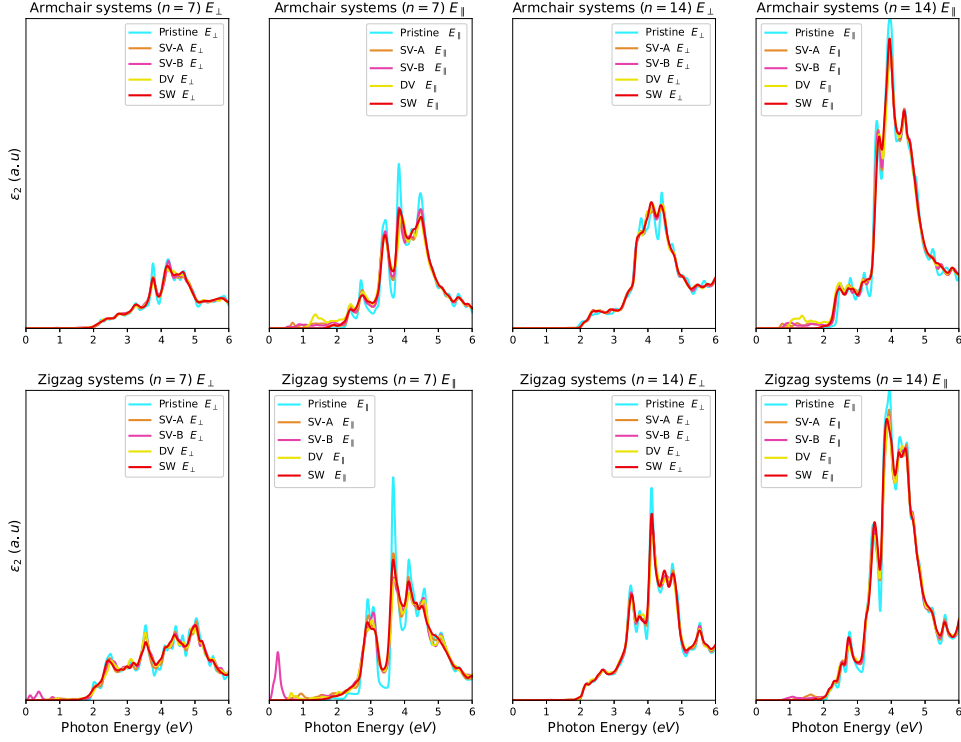 Armchair systems (n = 7) E⊥
Pristine E⊥
SV-A E⊥
SV-B E⊥
DV E⊥
SW E⊥
ε₂ (a.u)
0 1 2 3 4 5 6
Armchair systems (n = 7) E∥
Pristine E∥
SV-A E∥
SV-B E∥
DV E∥
SW E∥
0 1 2 3 4 5 6
Armchair systems (n = 14) E⊥
Pristine E⊥
SV-A E⊥
SV-B E⊥
DV E⊥
SW E⊥
0 1 2 3 4 5 6
Armchair systems (n = 14) E∥
Pristine E∥
SV-A E∥
SV-B E∥
DV E∥
SW E∥
0 1 2 3 4 5 6
Zigzag systems (n = 7) E⊥
Pristine E⊥
SV-A E⊥
SV-B E⊥
DV E⊥
SW E⊥
ε₂ (a.u)
0 1 2 3 4 5 6
Photon Energy (eV)
Zigzag systems (n = 7) E∥
Pristine E∥
SV-A E∥
SV-B E∥
DV E∥
SW E∥
0 1 2 3 4 5 6
Photon Energy (eV)
Zigzag systems (n = 14) E⊥
Pristine E⊥
SV-A E⊥
SV-B E⊥
DV E⊥
SW E⊥
0 1 2 3 4 5 6
Photon Energy (eV)
Zigzag systems (n = 14) E∥
Pristine E∥
SV-A E∥
SV-B E∥
DV E∥
SW E∥
0 1 2 3 4 5 6
Photon Energy (eV)